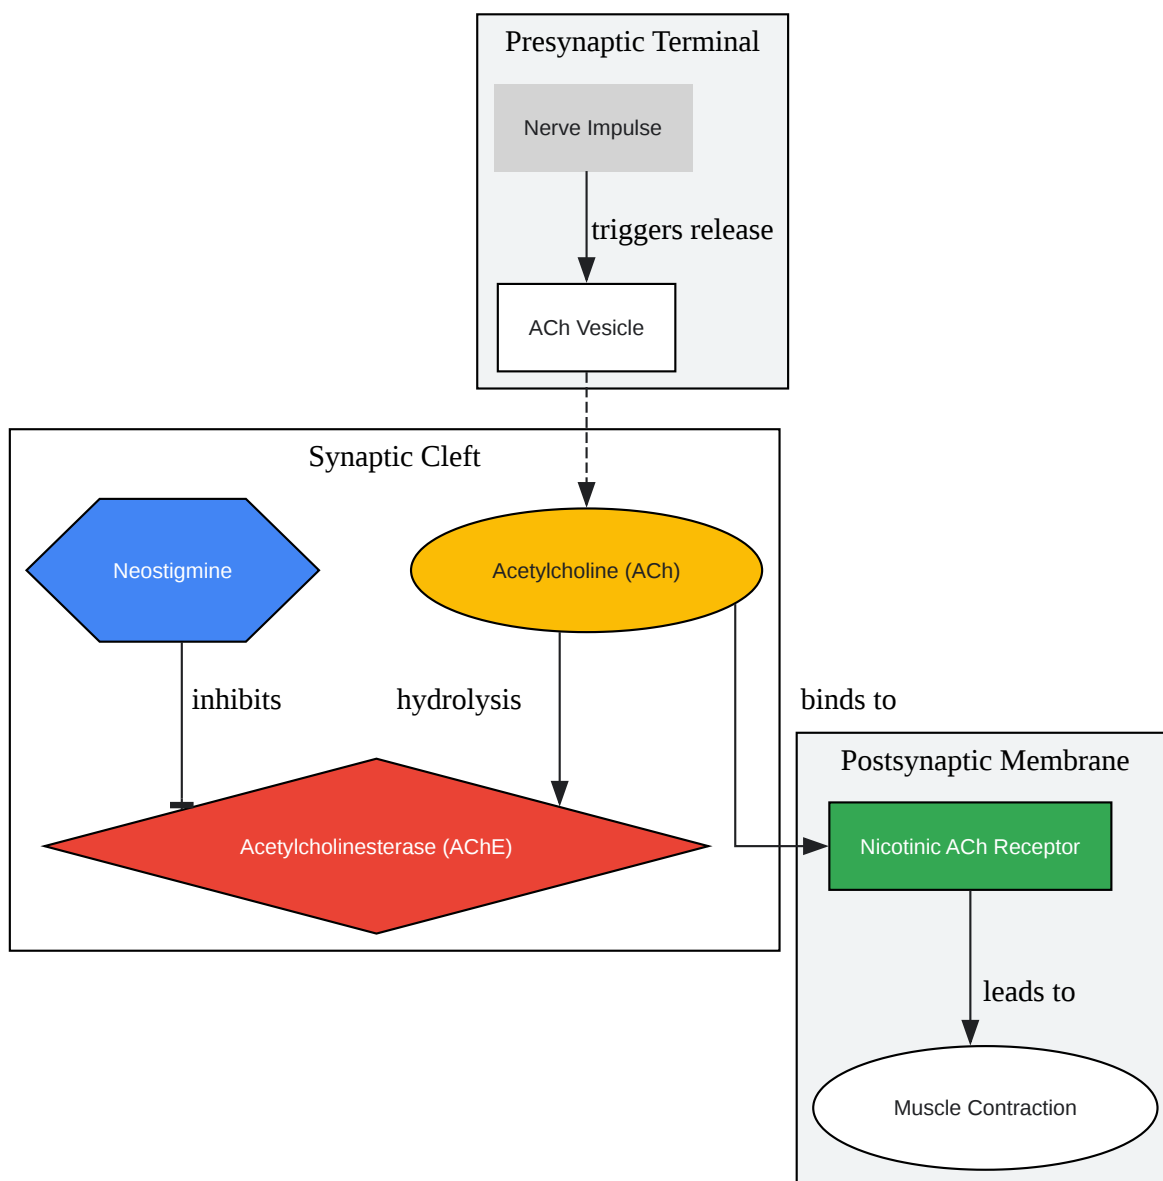 Presynaptic Terminal
Nerve Impulse
triggers release
ACh Vesicle
Synaptic Cleft
Neostigmine
Acetylcholine (ACh)
inhibits
hydrolysis
binds to
Postsynaptic Membrane
Acetylcholinesterase (AChE)
Nicotinic ACh Receptor
leads to
Muscle Contraction